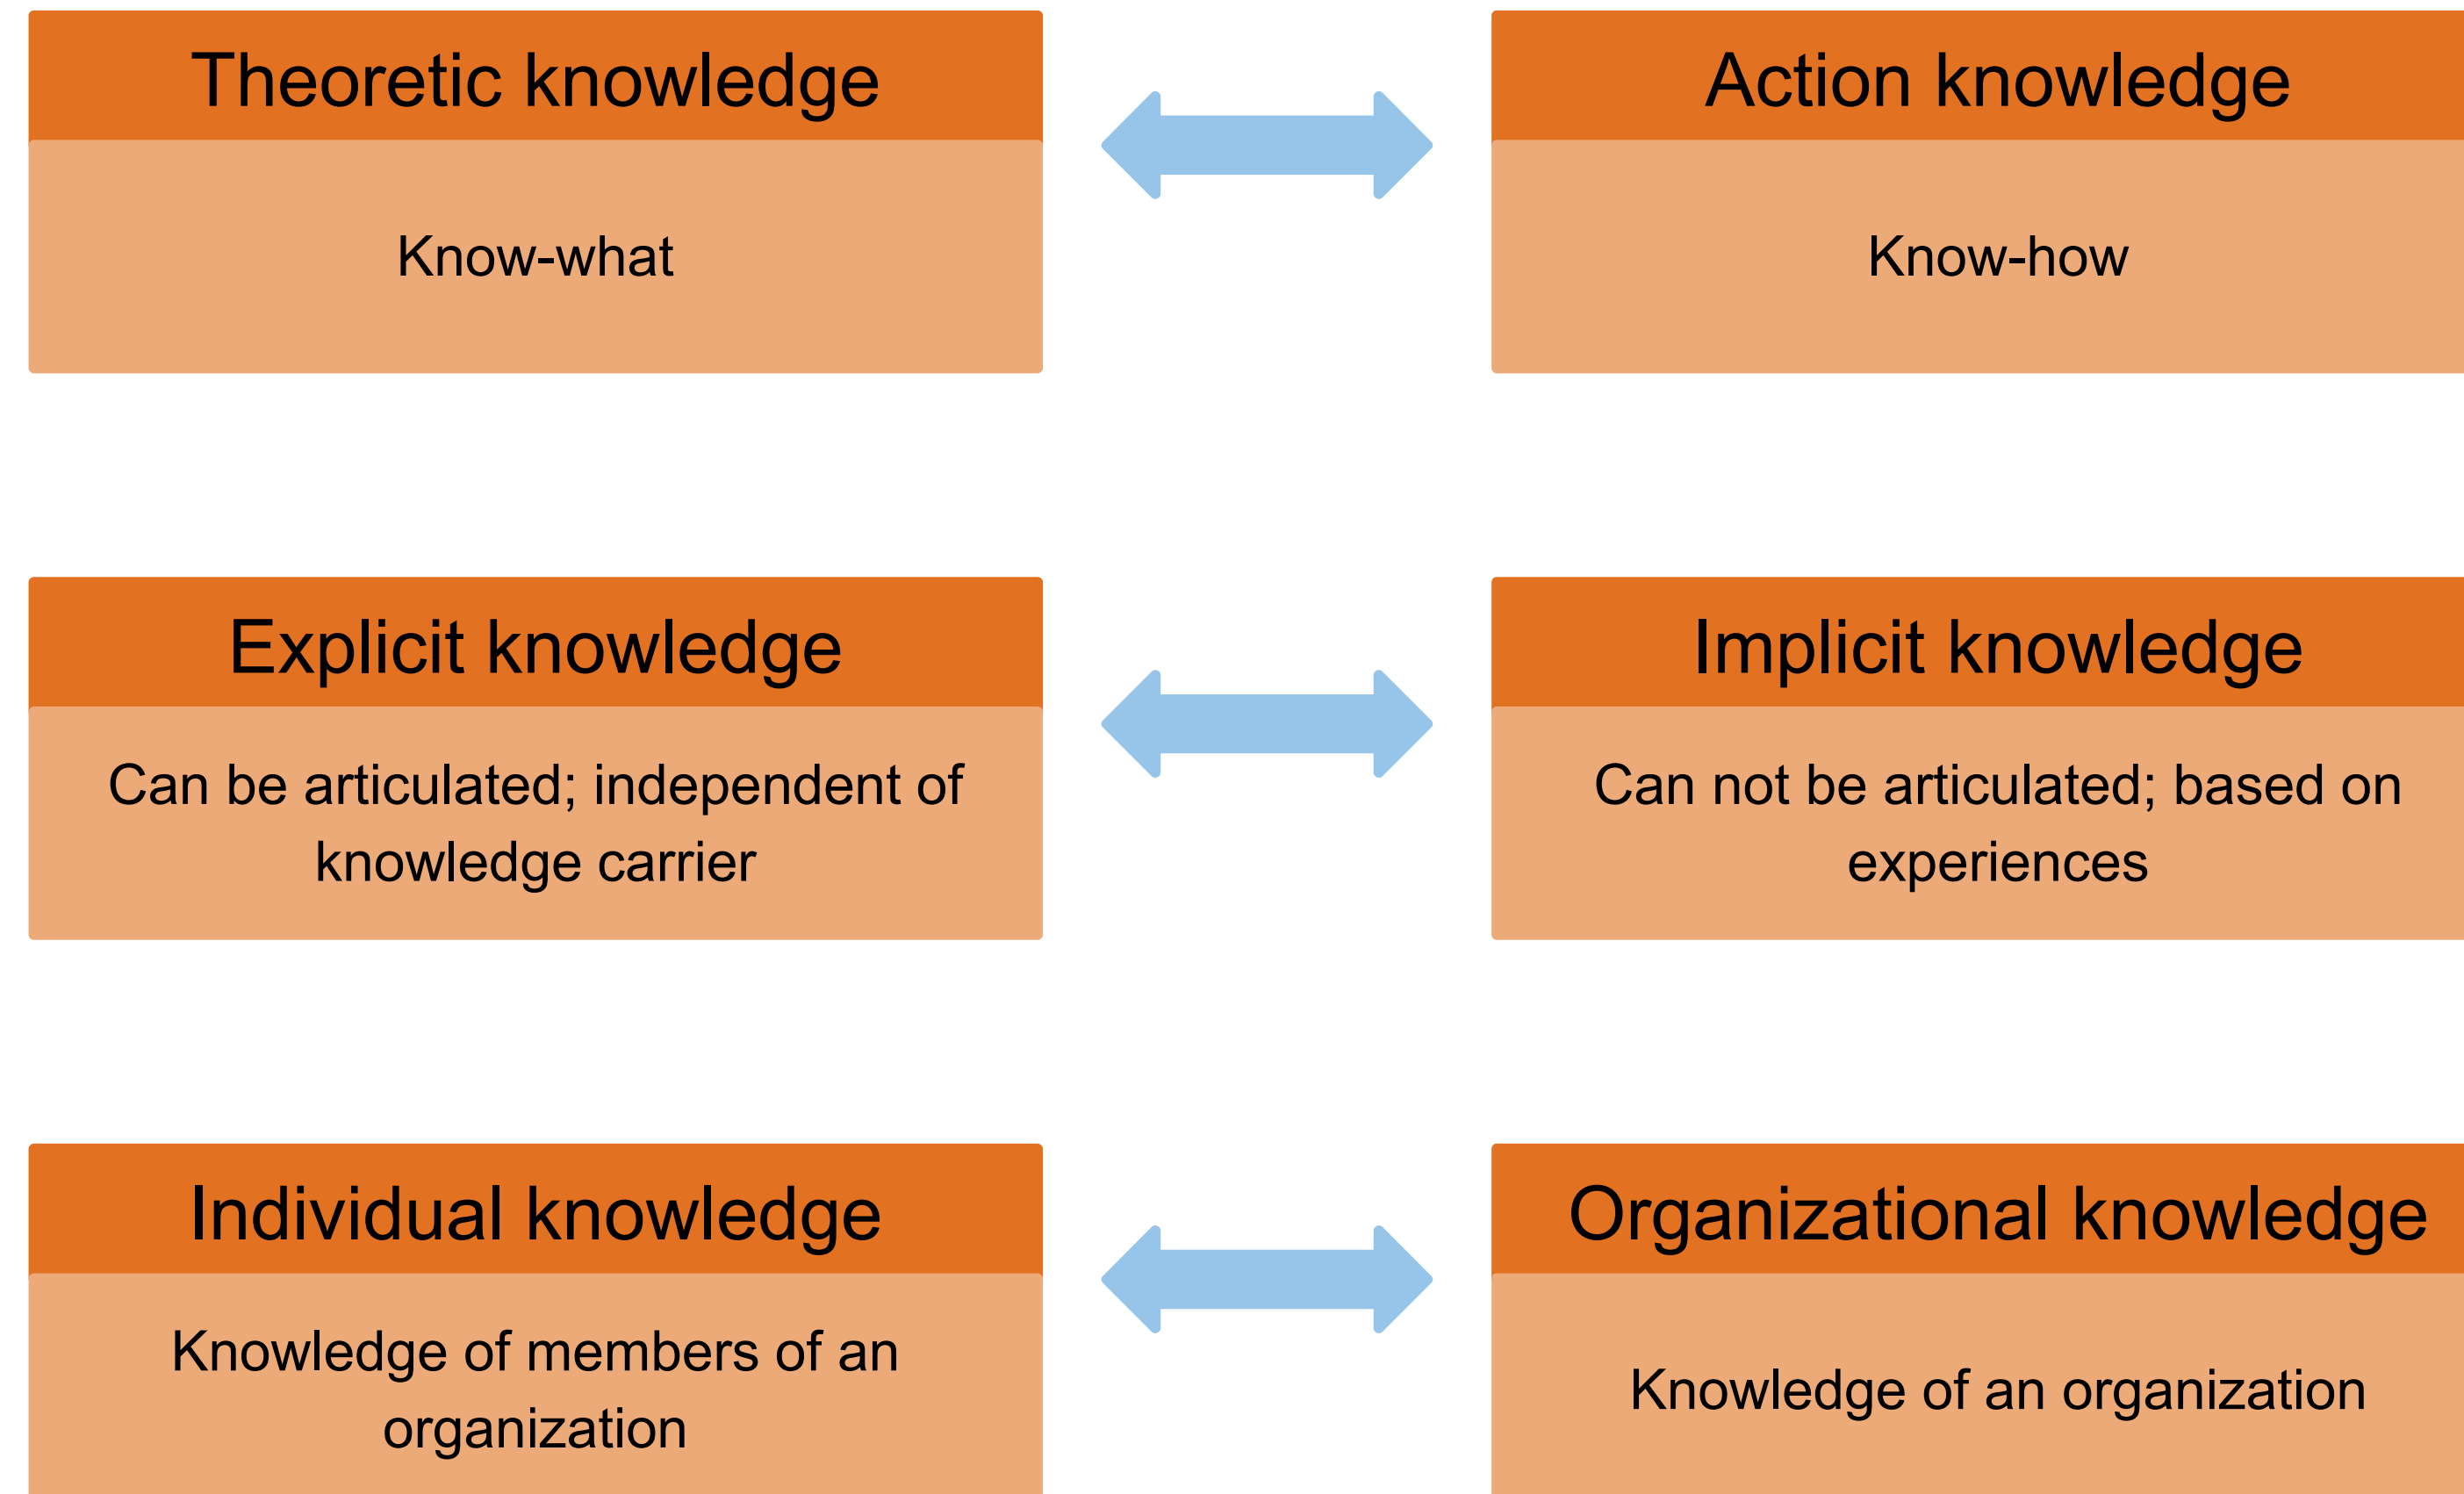 Theoretic knowledge
Know-what
Action knowledge
Know-how
Explicit knowledge
Can be articulated; independent of
knowledge carrier
Implicit knowledge
Can not be articulated; based on
experiences
Individual knowledge
Knowledge of members of an
organization
Organizational knowledge
Knowledge of an organization